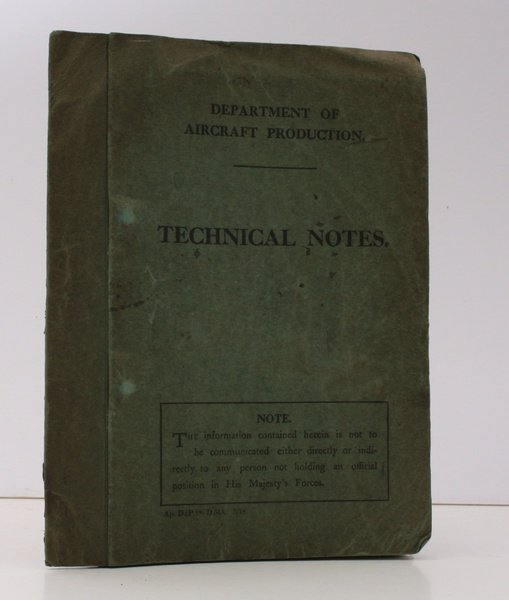 DEPARTMENT OF
AIRCRAFT PRODUCTION.
TECHNICAL NOTES.
NOTE.
THE information contained herein is not to
be communicated either directly or indi-
rectly to any person not holding an official
position in His Majesty's Forces.